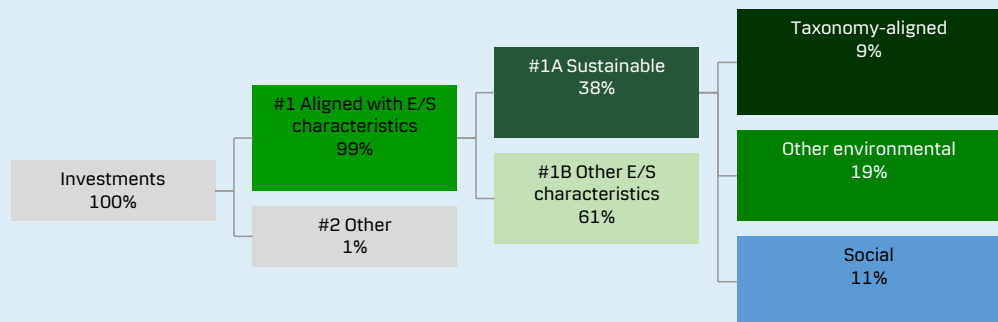 Investments
100%
#1 Aligned with E/S
characteristics
99%
#2 Other
1%
#1A Sustainable
38%
#1B Other E/S
characteristics
61%
Taxonomy-aligned
9%
Other environmental
19%
Social
11%